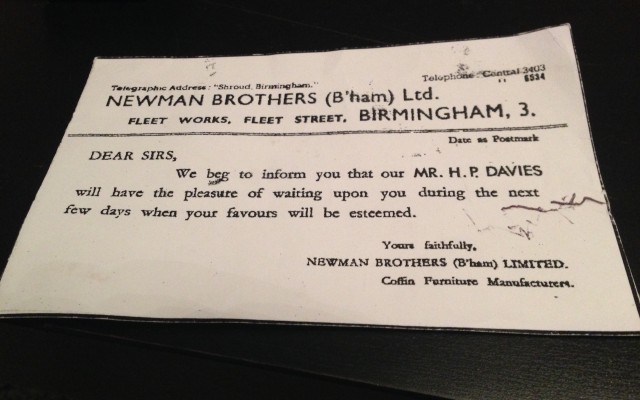 Telegraphic Address: "Shroud, Birmingham."
Telephone Central 3403
" 6534
NEWMAN BROTHERS (B'ham) Ltd.
FLEET WORKS, FLEET STREET, BIRMINGHAM, 3.
Date as Postmark
DEAR SIRS,
We beg to inform you that our MR. H. P. DAVIES
will have the pleasure of waiting upon you during the next
few days when your favours will be esteemed.
Yours faithfully,
NEWMAN BROTHERS (B'ham) LIMITED.
Coffin Furniture Manufacturers.